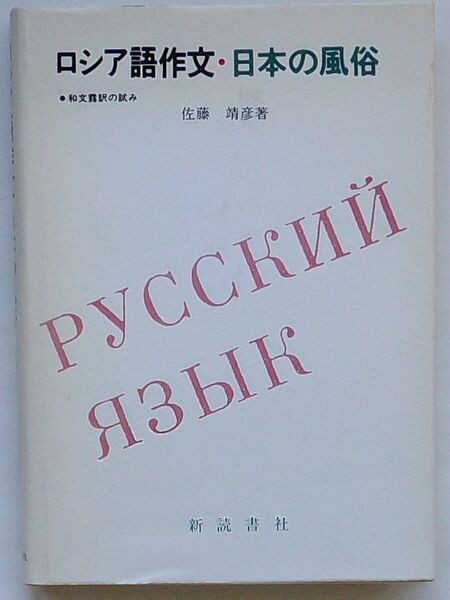 ロシア語作文・日本の風俗
●和文露訳の試み
佐藤 靖彦著
РУССКИЙ
ЯЗЫК
新読書社